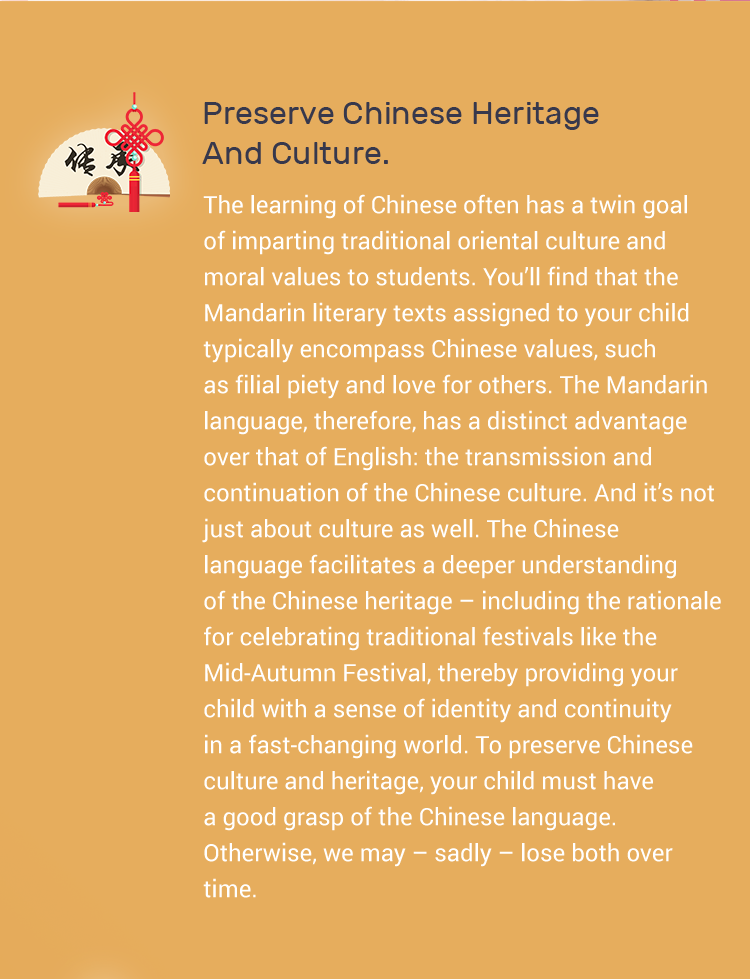 传承
Preserve Chinese Heritage
And Culture.
The learning of Chinese often has a twin goal
of imparting traditional oriental culture and
moral values to students. You’ll find that the
Mandarin literary texts assigned to your child
typically encompass Chinese values, such
as filial piety and love for others. The Mandarin
language, therefore, has a distinct advantage
over that of English: the transmission and
continuation of the Chinese culture. And it’s not
just about culture as well. The Chinese
language facilitates a deeper understanding
of the Chinese heritage – including the rationale
for celebrating traditional festivals like the
Mid-Autumn Festival, thereby providing your
child with a sense of identity and continuity
in a fast-changing world. To preserve Chinese
culture and heritage, your child must have
a good grasp of the Chinese language.
Otherwise, we may – sadly – lose both over
time.